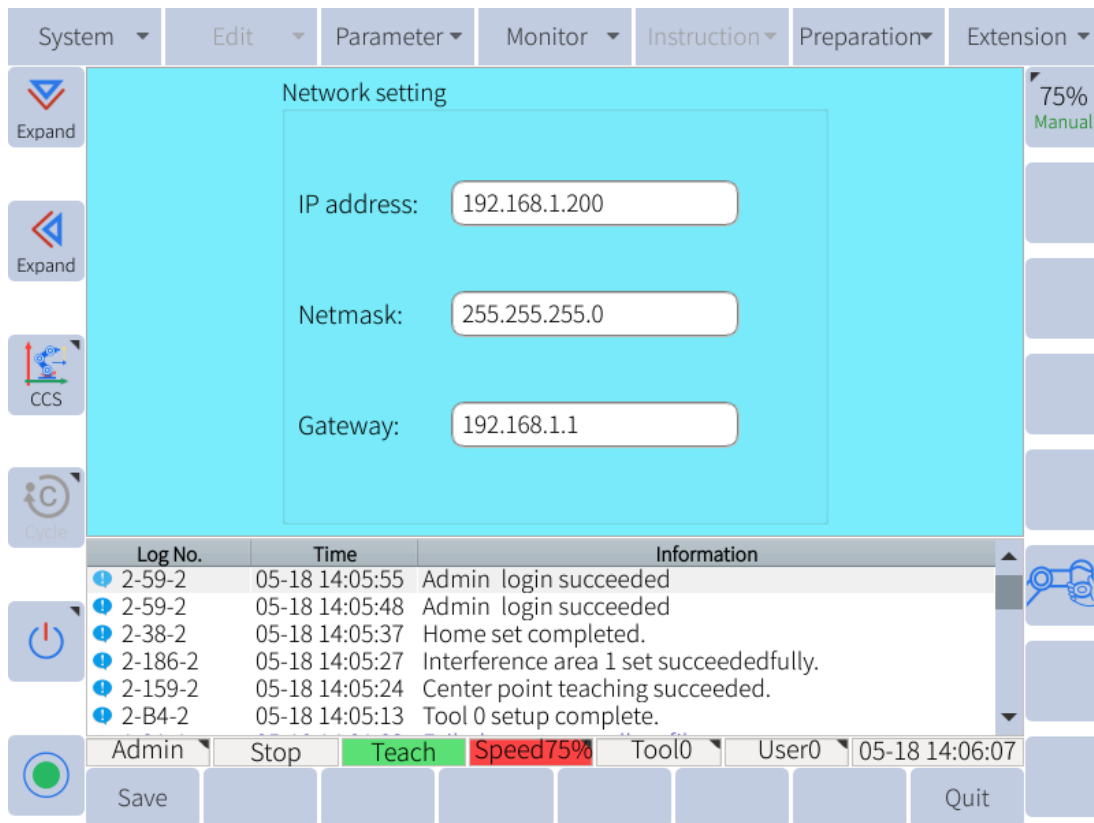 System Edit Parameter Monitor Instruction Preparation Extension
Expand
Network setting
75%
Manual
IP address: 192.168.1.200
Expand
Netmask: 255.255.255.0
CCS
Gateway: 192.168.1.1
C
Cycle
Log No. Time Information
2-59-2 05-18 14:05:55 Admin login succeeded
2-59-2 05-18 14:05:48 Admin login succeeded
2-38-2 05-18 14:05:37 Home set completed.
2-186-2 05-18 14:05:27 Interference area 1 set succeededfully.
2-159-2 05-18 14:05:24 Center point teaching succeeded.
2-B4-2 05-18 14:05:13 Tool 0 setup complete.
Admin Stop Teach Speed75% Tool0 User0 05-18 14:06:07
Save Quit